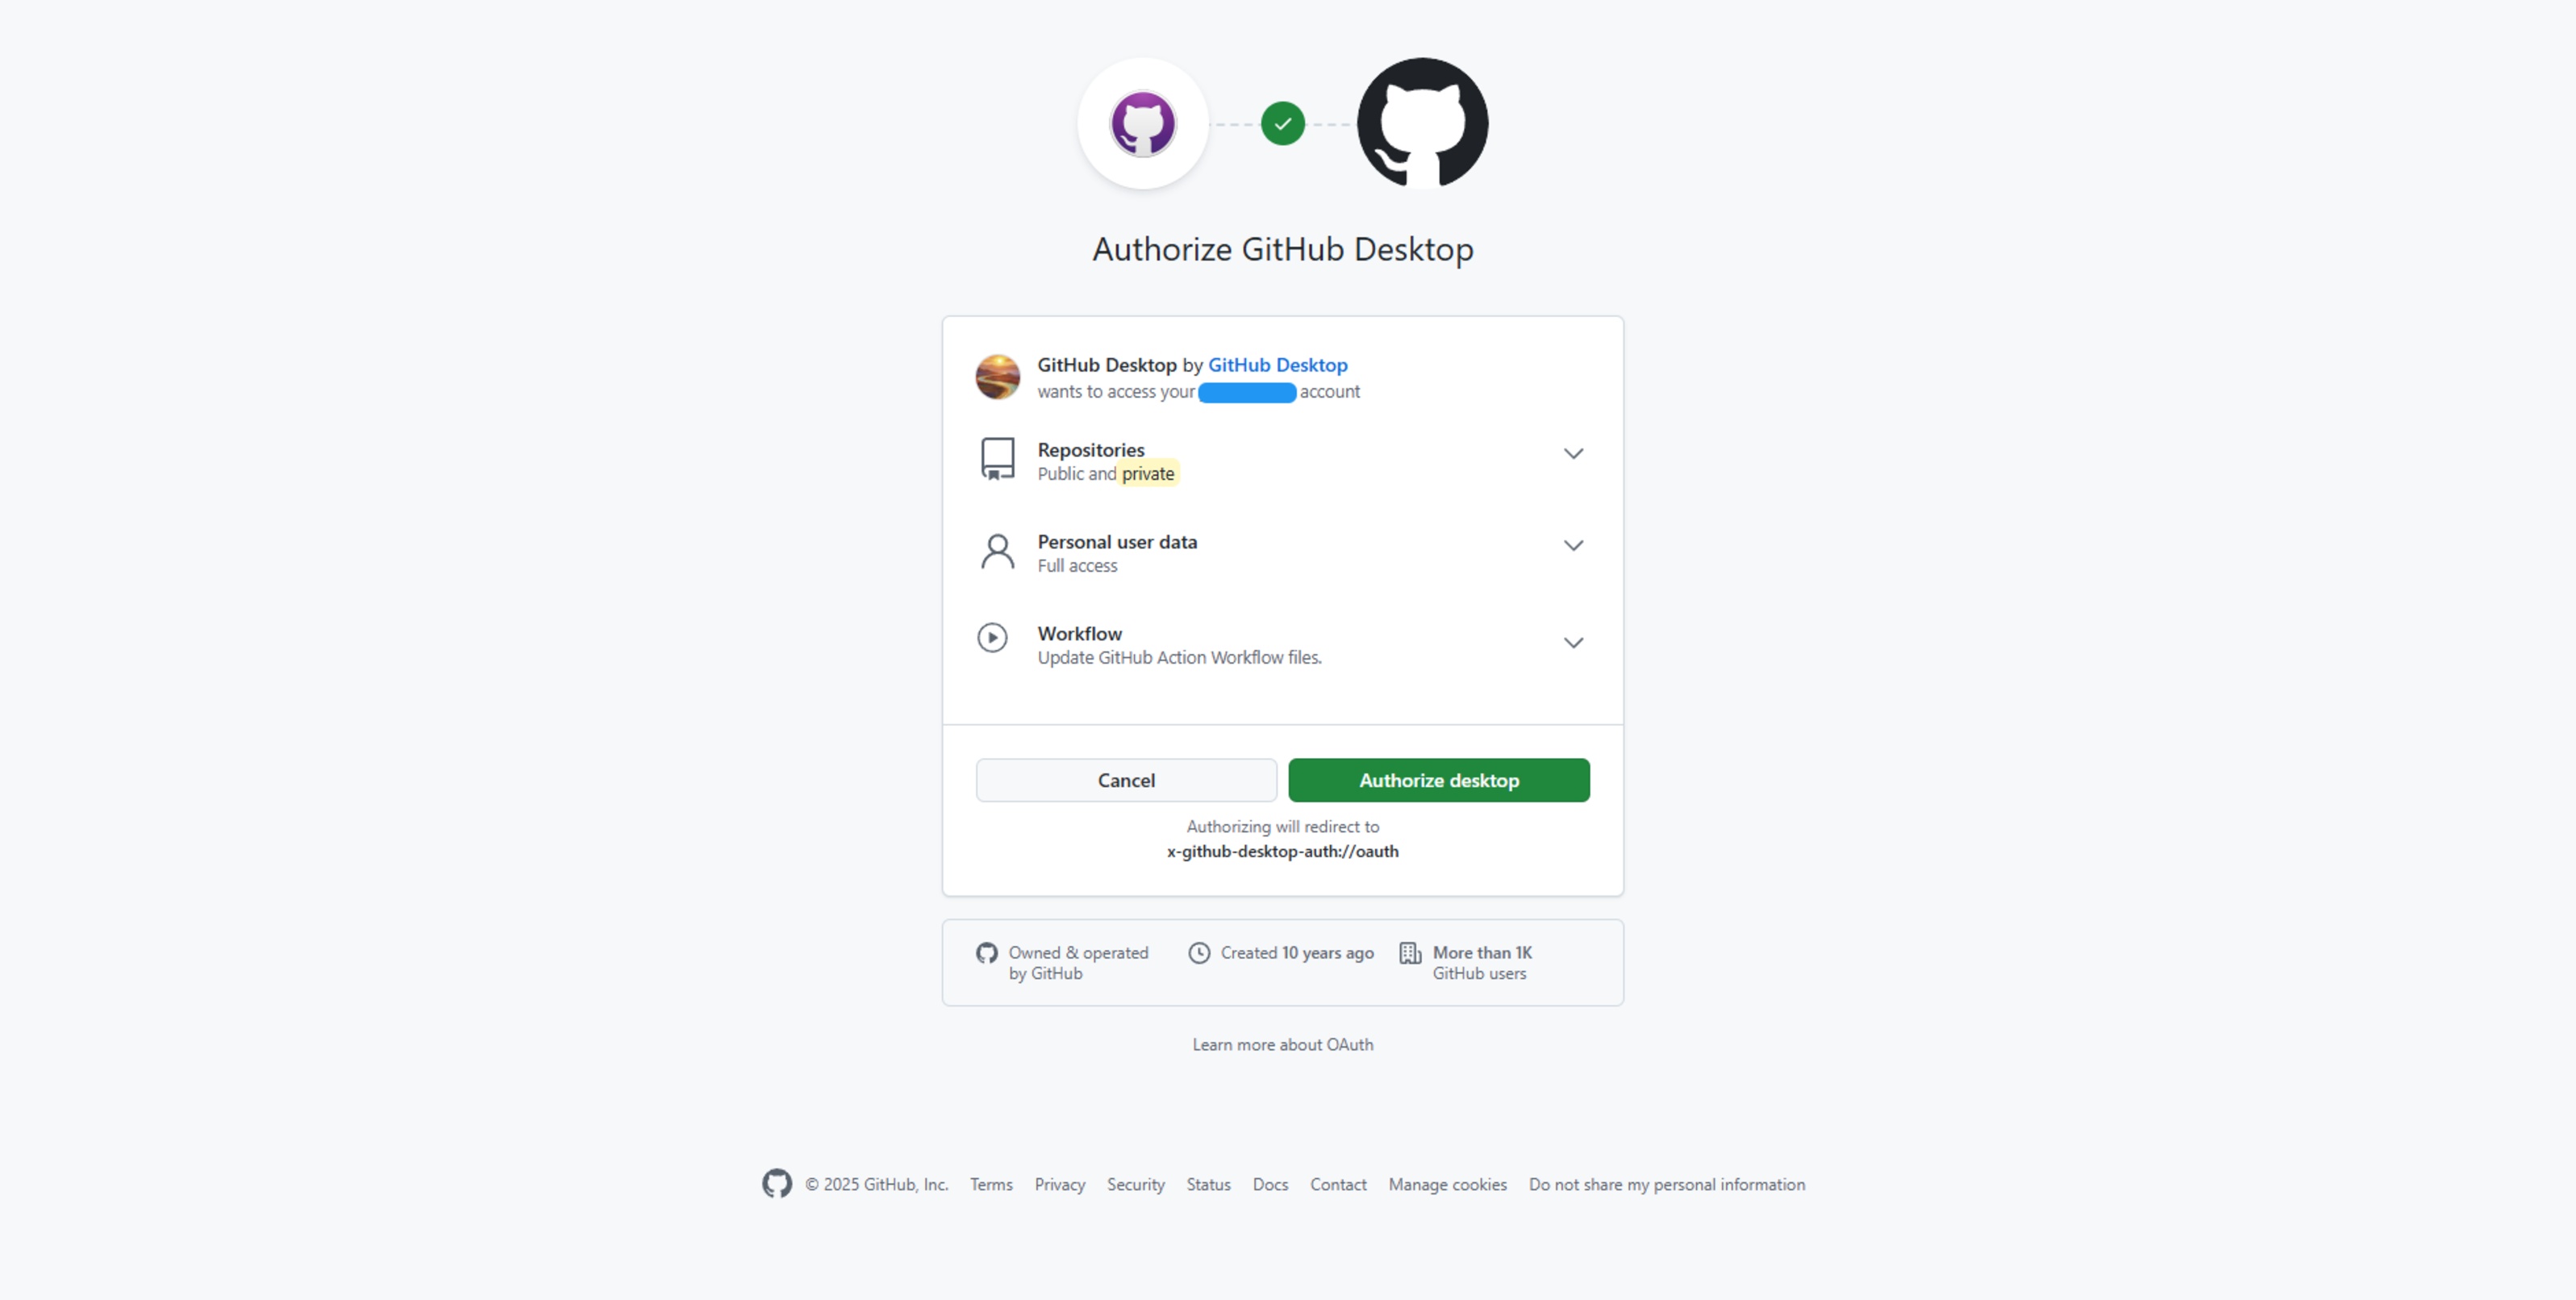 Authorize GitHub Desktop
GitHub Desktop by GitHub Desktop
wants to access your account
Repositories
Public and private
Personal user data
Full access
Workflow
Update GitHub Action Workflow files.
Cancel
Authorize desktop
Authorizing will redirect to
x-github-desktop-auth://oauth
Owned & operated
by GitHub
Created 10 years ago
More than 1K
GitHub users
Learn more about OAuth
© 2025 GitHub, Inc. Terms Privacy Security Status Docs Contact Manage cookies Do not share my personal information